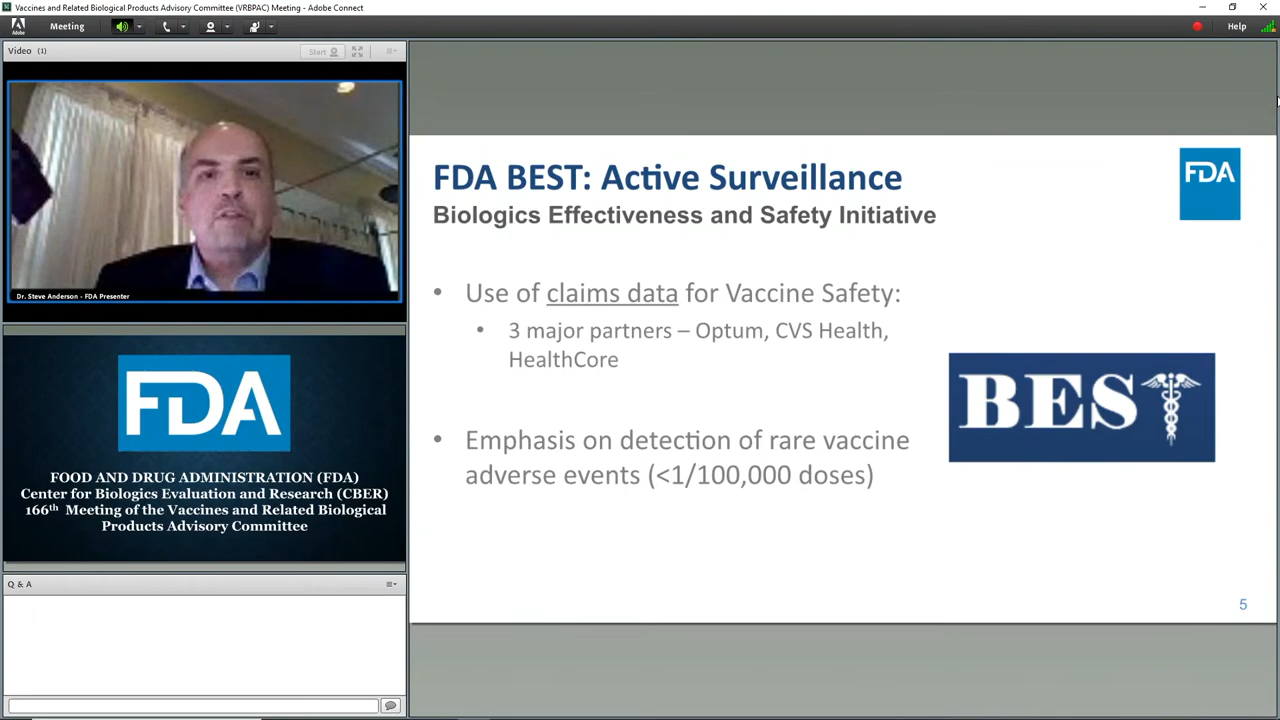 Vaccines and Related Biological Products Advisory Committee (VRBPAC) Meeting - Adobe Connect
Meeting
Help
Video (1)
Start
Dr. Steve Anderson - FDA Presenter
FDA
FOOD AND DRUG ADMINISTRATION (FDA)
Center for Biologics Evaluation and Research (CBER)
166th Meeting of the Vaccines and Related Biological
Products Advisory Committee
Q & A
FDA BEST: Active Surveillance
FDA
Biologics Effectiveness and Safety Initiative
• Use of claims data for Vaccine Safety:
• 3 major partners – Optum, CVS Health,
HealthCore
BEST
• Emphasis on detection of rare vaccine
adverse events (<1/100,000 doses)
5